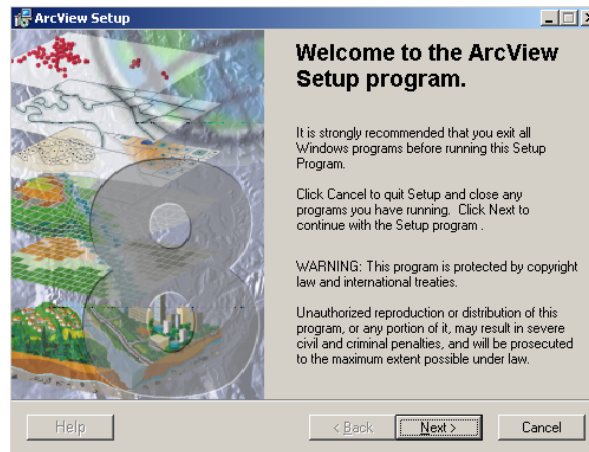 ArcView Setup
Welcome to the ArcView
Setup program.
It is strongly recommended that you exit all
Windows programs before running this Setup
Program.
Click Cancel to quit Setup and close any
programs you have running.  Click Next to
continue with the Setup program .
WARNING: This program is protected by copyright
law and international treaties.
Unauthorized reproduction or distribution of this
program, or any portion of it, may result in severe
civil and criminal penalties, and will be prosecuted
to the maximum extent possible under law.
8
Help
< Back
Next >
Cancel